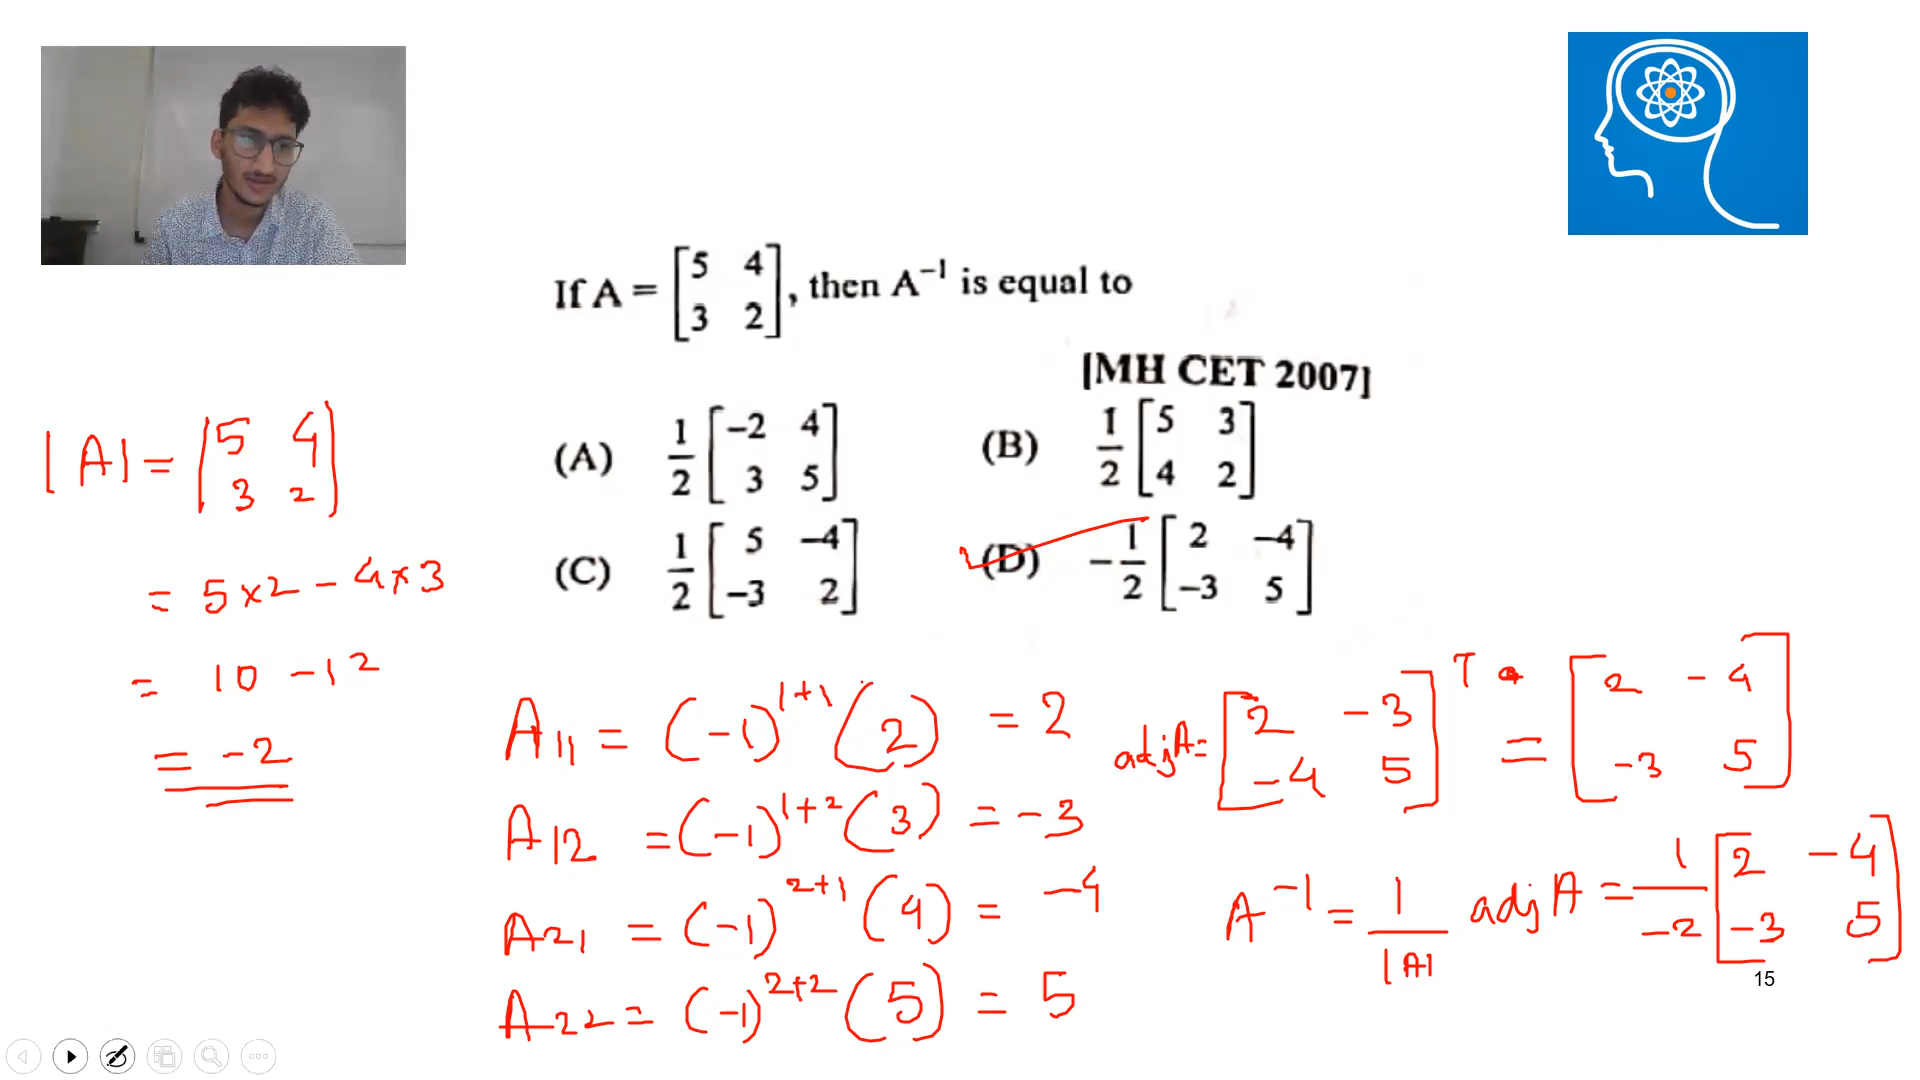 If A = [5 4; 3 2], then A⁻¹ is equal to
[MH CET 2007]
(A) 1/2 [−2 4; 3 5] (B) 1/2 [5 3; 4 2]
(C) 1/2 [5 −4; −3 2] (D) −1/2 [2 −4; −3 5]
|A| = |5 4; 3 2|
= 5×2 − 4×3
= 10 − 12
= −2
A11 = (−1)^1+1 (2) = 2
A12 = (−1)^1+2 (3) = −3
A21 = (−1)^2+1 (4) = −4
A22 = (−1)^2+2 (5) = 5
adjA = [2 −3; −4 5]^T = [2 −4; −3 5]
A⁻¹ = 1/|A| adjA = 1/−2 [2 −4; −3 5]
15